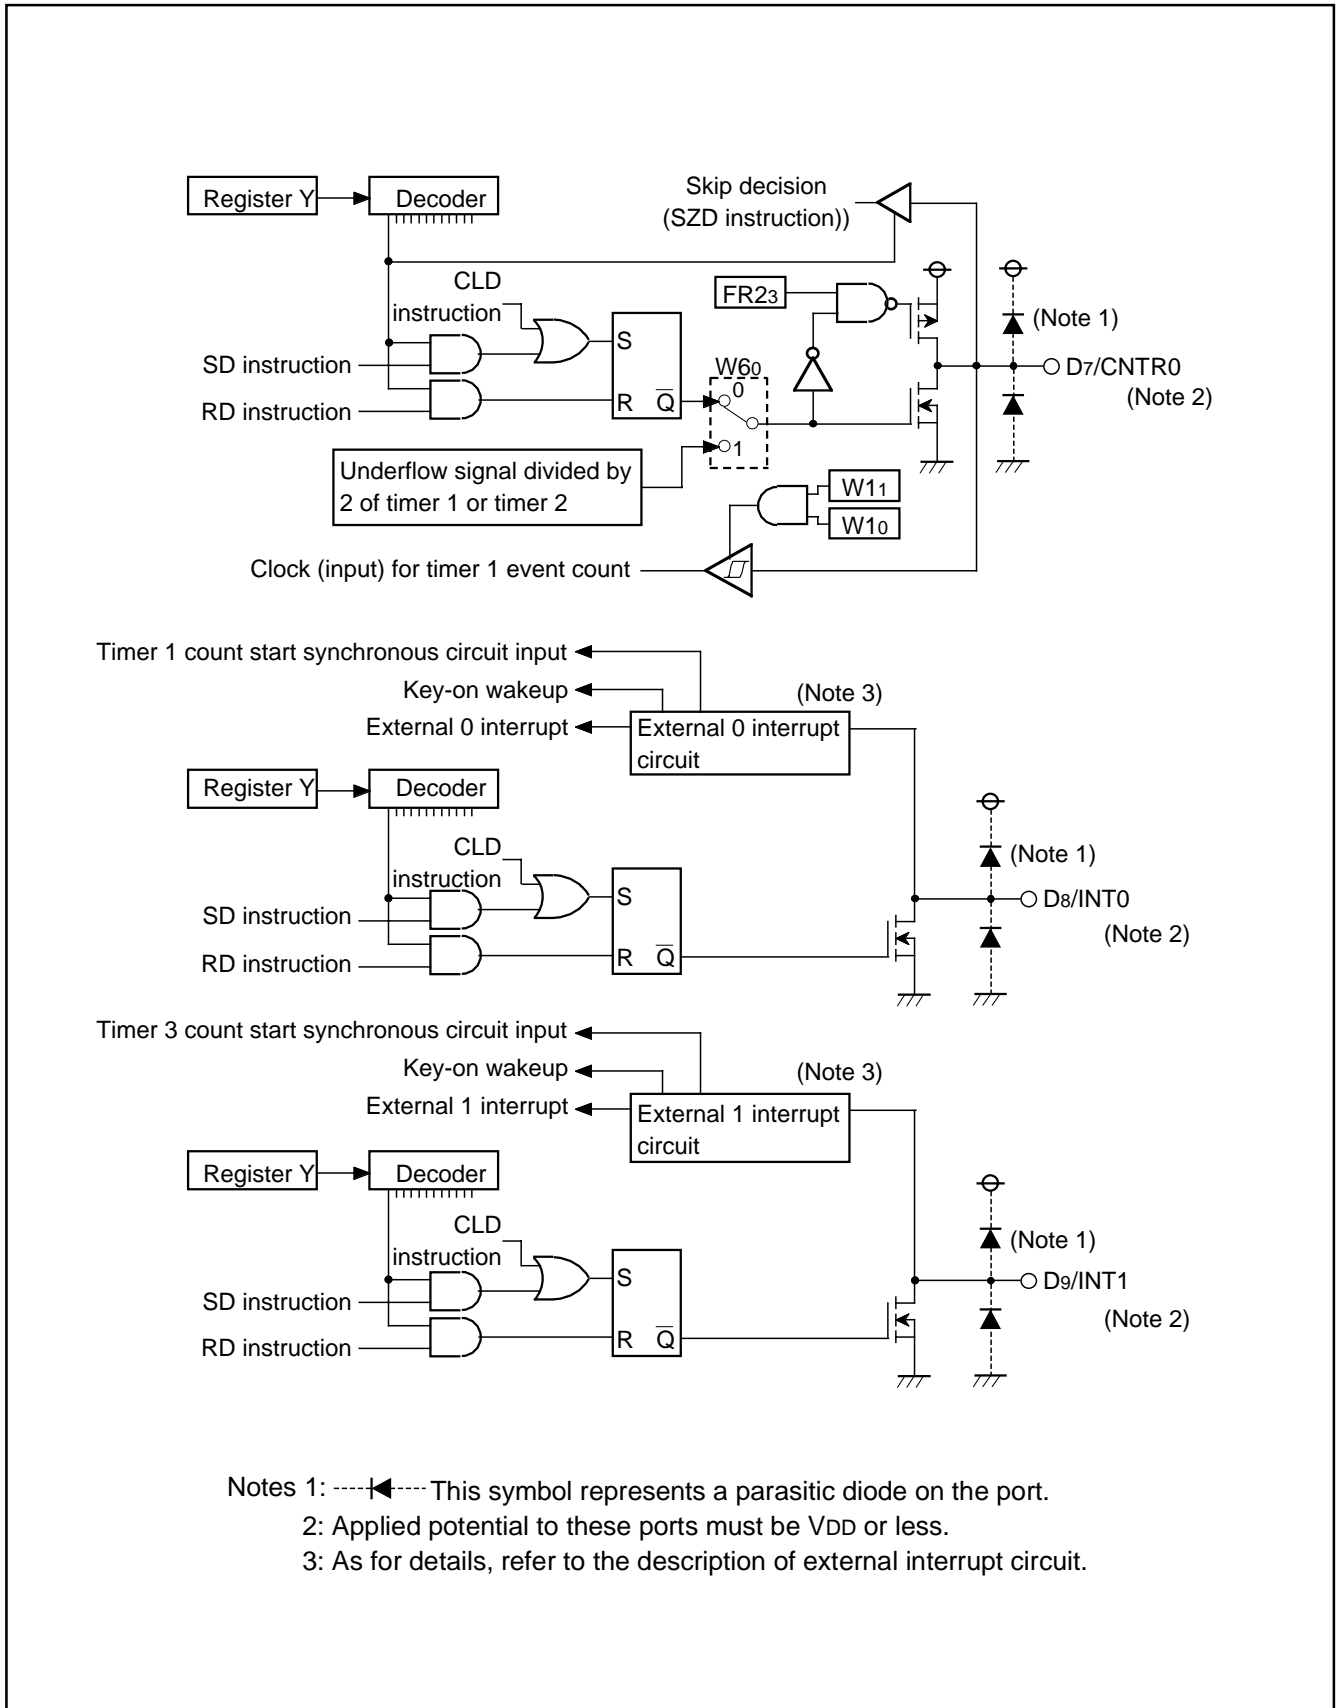 Register Y
Decoder
Skip decision
(SZD instruction))
CLD
instruction
SD instruction
RD instruction
S
R Q
FR23
W60
0
1
(Note 1)
D7/CNTR0
(Note 2)
Underflow signal divided by
2 of timer 1 or timer 2
W11
W10
Clock (input) for timer 1 event count
Timer 1 count start synchronous circuit input
Key-on wakeup
External 0 interrupt
(Note 3)
External 0 interrupt
circuit
Register Y
Decoder
CLD
instruction
SD instruction
RD instruction
S
R Q
(Note 1)
D8/INT0
(Note 2)
Timer 3 count start synchronous circuit input
Key-on wakeup
External 1 interrupt
(Note 3)
External 1 interrupt
circuit
Register Y
Decoder
CLD
instruction
SD instruction
RD instruction
S
R Q
(Note 1)
D9/INT1
(Note 2)
Notes 1: This symbol represents a parasitic diode on the port.
2: Applied potential to these ports must be VDD or less.
3: As for details, refer to the description of external interrupt circuit.